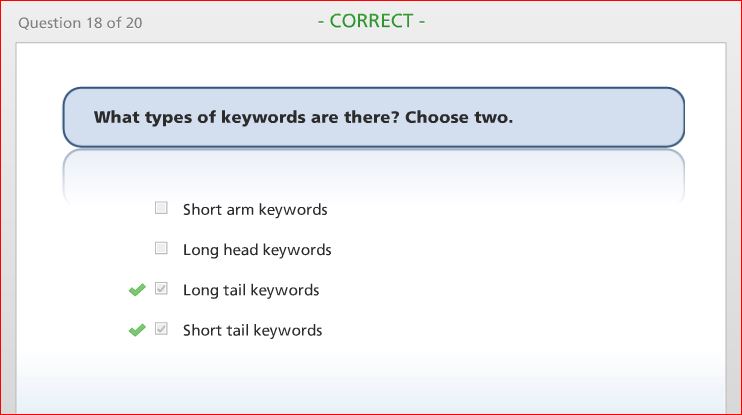 Question 18 of 20
- CORRECT -
What types of keywords are there? Choose two.
Short arm keywords
Long head keywords
Long tail keywords
Short tail keywords